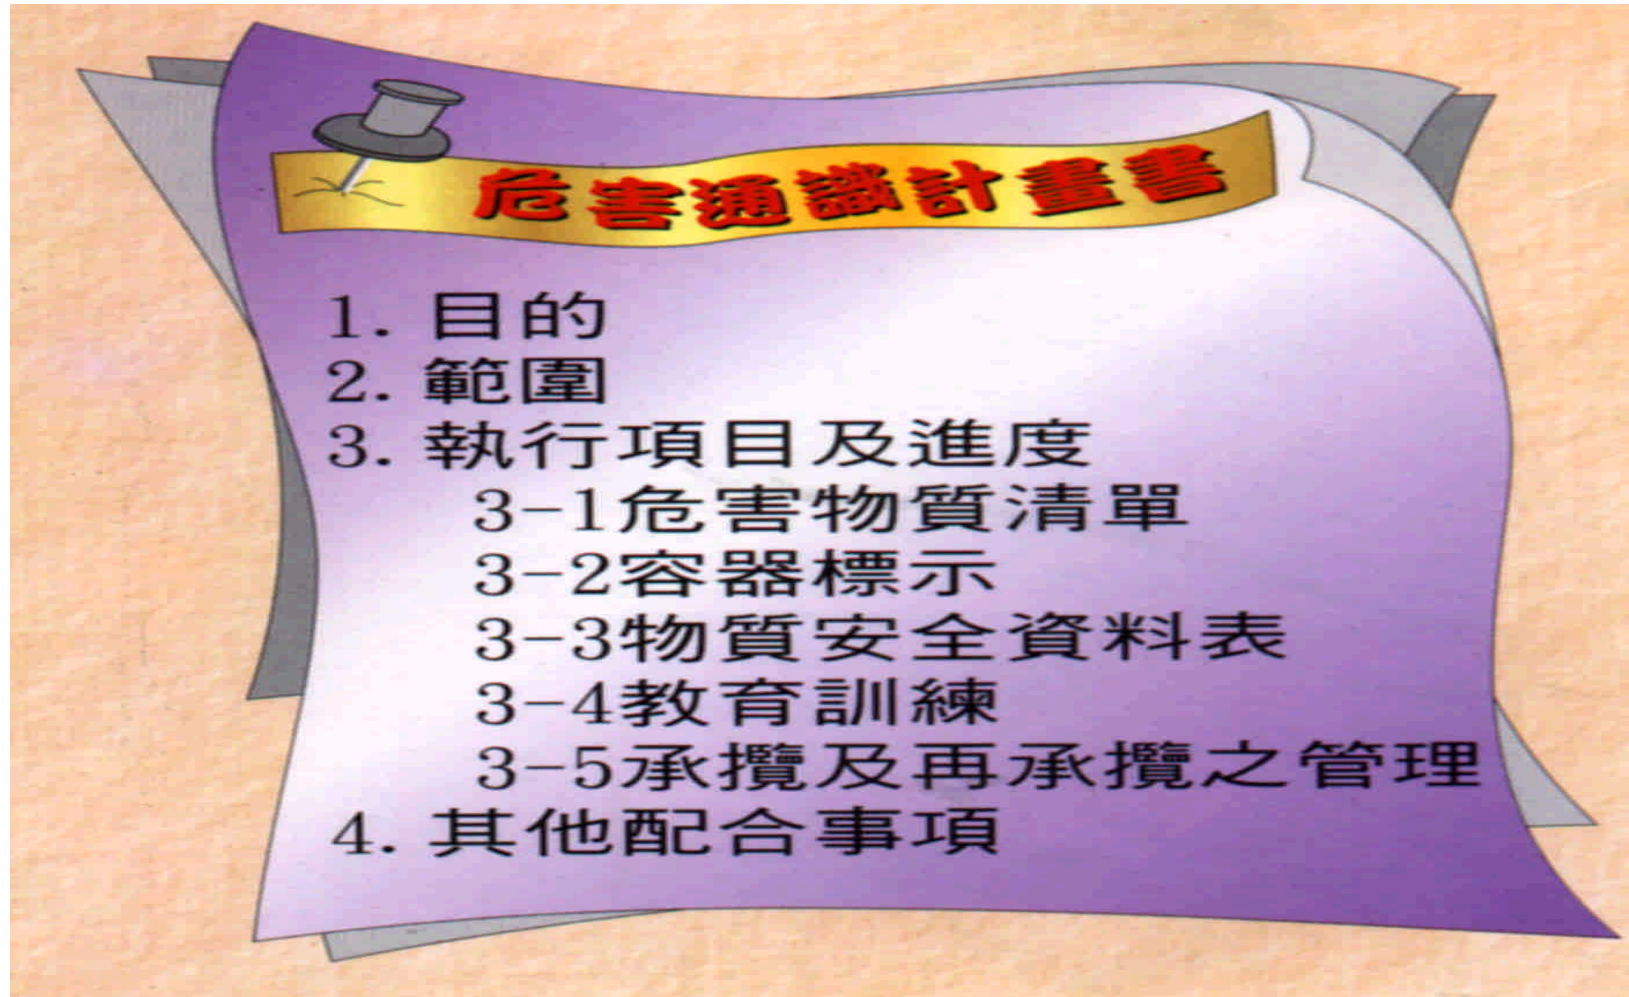 危害通識計畫書
1. 目的
2. 範圍
3. 執行項目及進度
3-1危害物質清單
3-2容器標示
3-3物質安全資料表
3-4教育訓練
3-5承攬及再承攬之管理
4. 其他配合事項